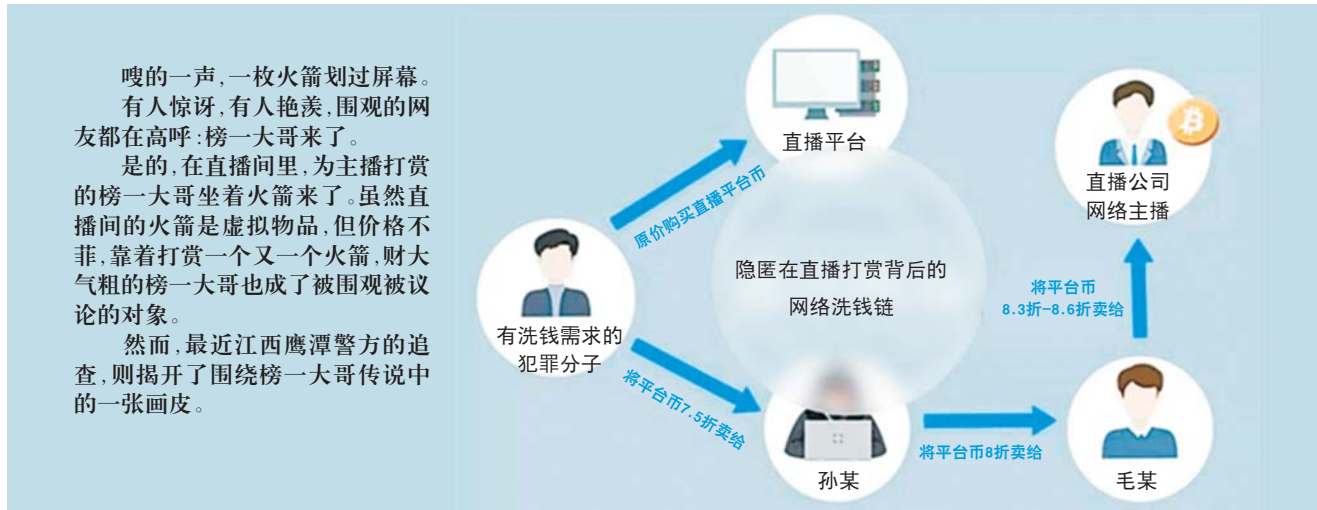 嗖的一声,一枚火箭划过屏幕。
有人惊讶,有人艳羡,围观的网
友都在高呼:榜一大哥来了。
是的,在直播间里,为主播打赏
的榜一大哥坐着火箭来了。虽然直
播间的火箭是虚拟物品,但价格不
菲,靠着打赏一个又一个火箭,财大
气粗的榜一大哥也成了被围观被议
论的对象。
然而,最近江西鹰潭警方的追
查,则揭开了围绕榜一大哥传说中
的一张画皮。
直播平台
原价购买直播平台币
有洗钱需求的
犯罪分子
隐匿在直播打赏背后的
网络洗钱链
将平台币7.5折卖给
孙某
将平台币8折卖给
毛某
将平台币
8.3折-8.6折卖给
直播公司
网络主播